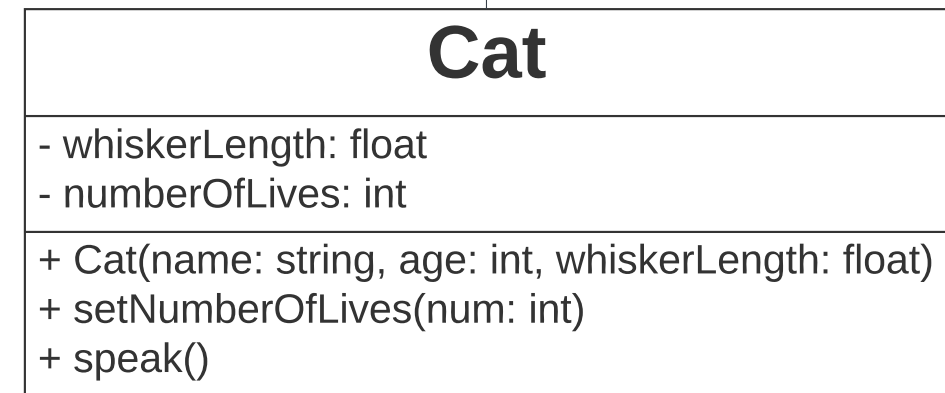 Cat
- whiskerLength: float
- numberOfLives: int
+ Cat(name: string, age: int, whiskerLength: float)
+ setNumberOfLives(num: int)
+ speak()